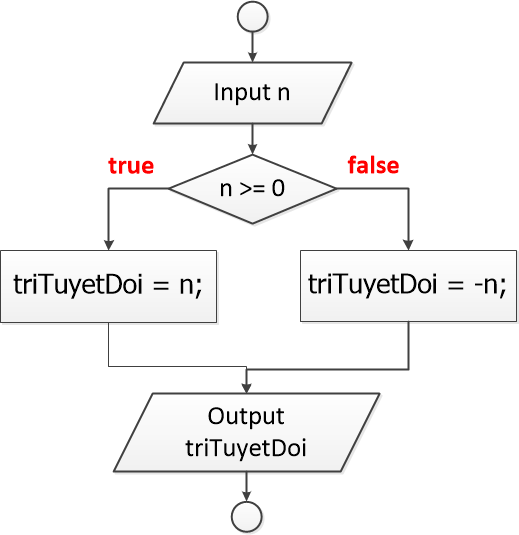 Input n
true
false
n >= 0
triTuyetDoi = n;
triTuyetDoi = -n;
Output
triTuyetDoi